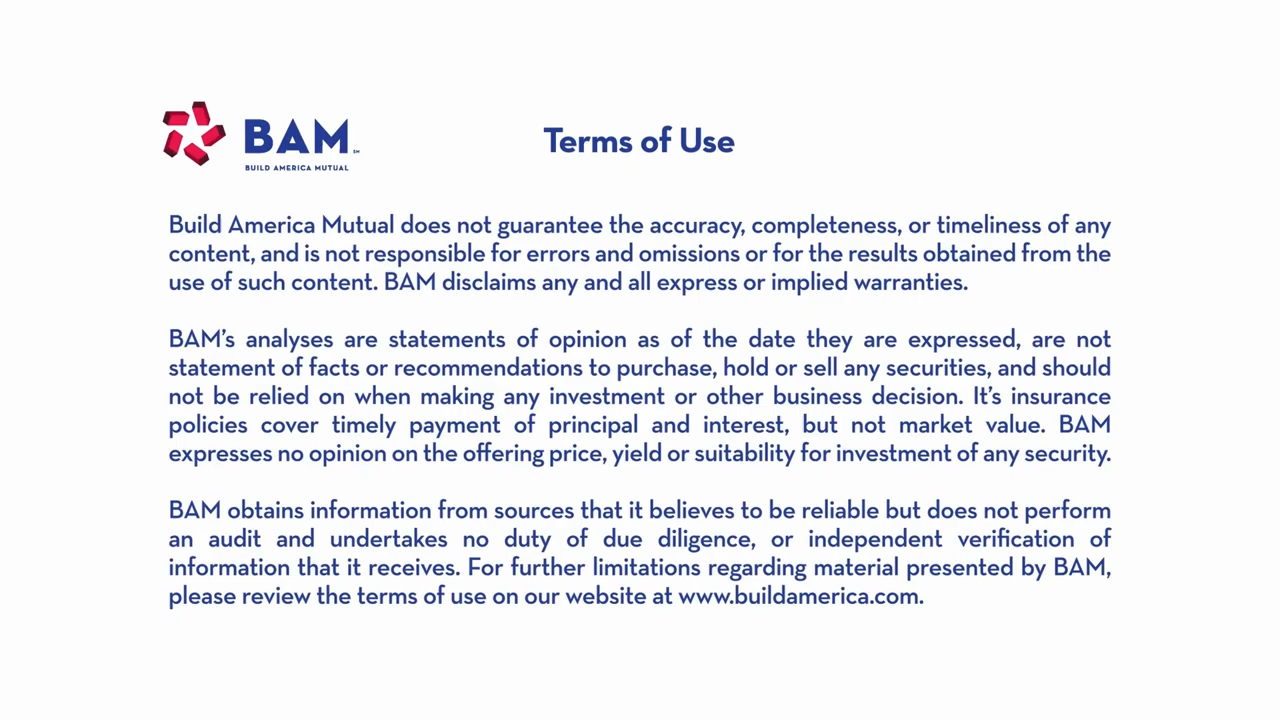 BAM
SM
BUILD AMERICA MUTUAL
Terms of Use
Build America Mutual does not guarantee the accuracy, completeness, or timeliness of any
content, and is not responsible for errors and omissions or for the results obtained from the
use of such content. BAM disclaims any and all express or implied warranties.
BAM’s analyses are statements of opinion as of the date they are expressed, are not
statement of facts or recommendations to purchase, hold or sell any securities, and should
not be relied on when making any investment or other business decision. It’s insurance
policies cover timely payment of principal and interest, but not market value. BAM
expresses no opinion on the offering price, yield or suitability for investment of any security.
BAM obtains information from sources that it believes to be reliable but does not perform
an audit and undertakes no duty of due diligence, or independent verification of
information that it receives. For further limitations regarding material presented by BAM,
please review the terms of use on our website at www.buildamerica.com.